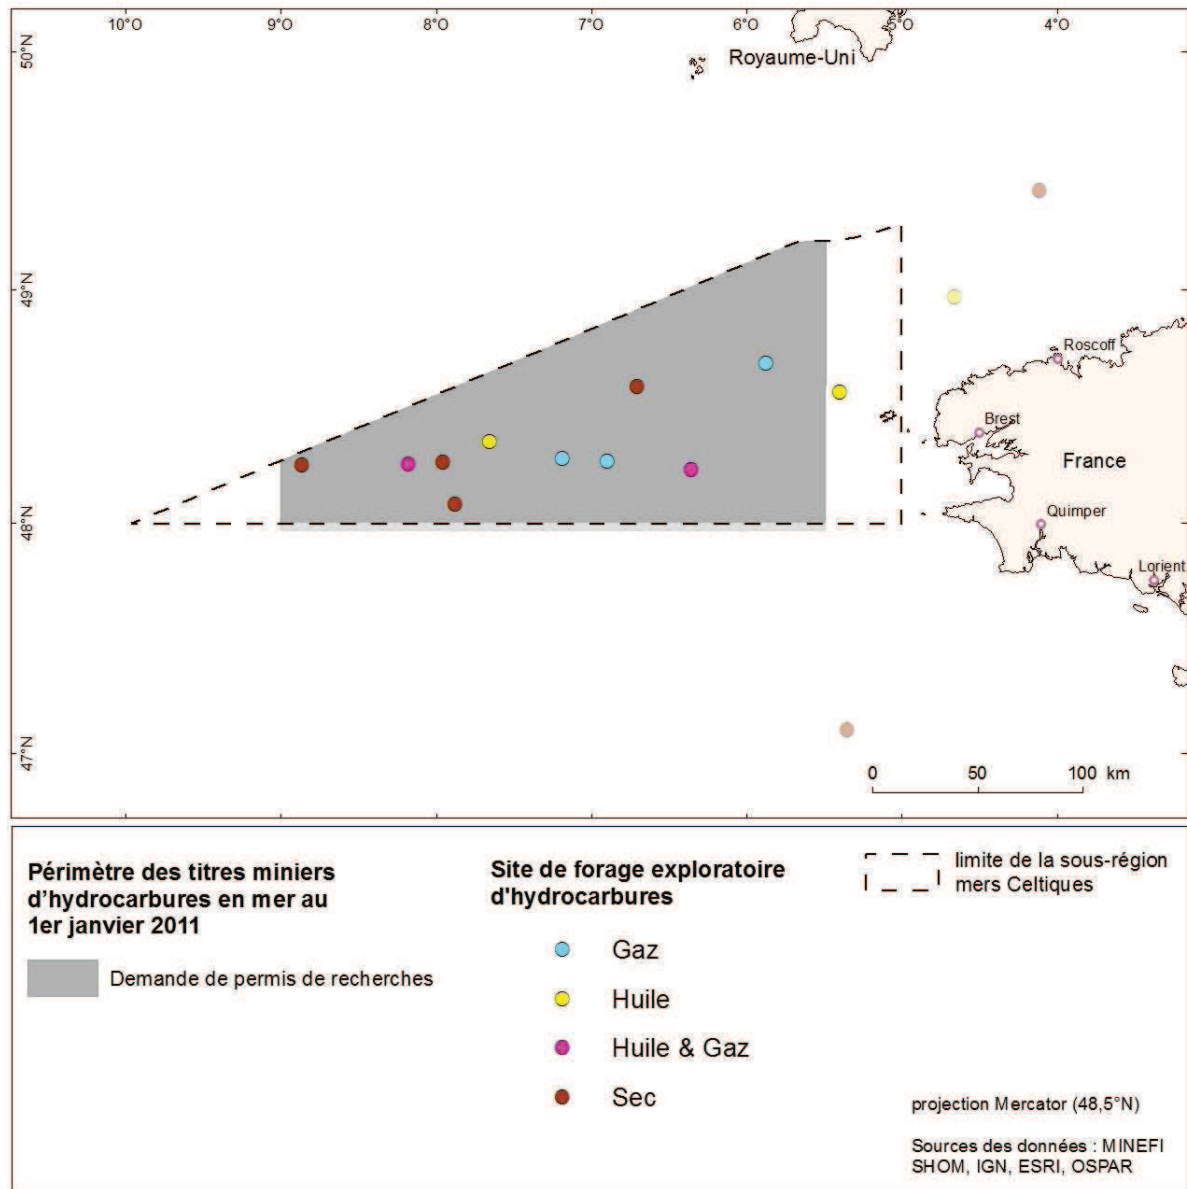 10°O 9°O 8°O 7°O 6°O 5°O 4°O
50°N
Royaume-Uni
49°N
Roscoff
Brest
France
48°N
Quimper
Lorient
47°N
0 50 100 km
Périmètre des titres miniers
d'hydrocarbures en mer au
1er janvier 2011
Demande de permis de recherches
Site de forage exploratoire
d'hydrocarbures
Gaz
Huile
Huile & Gaz
Sec
limite de la sous-région
mers Celtiques
projection Mercator (48,5°N)
Sources des données : MINEFI
SHOM, IGN, ESRI, OSPAR